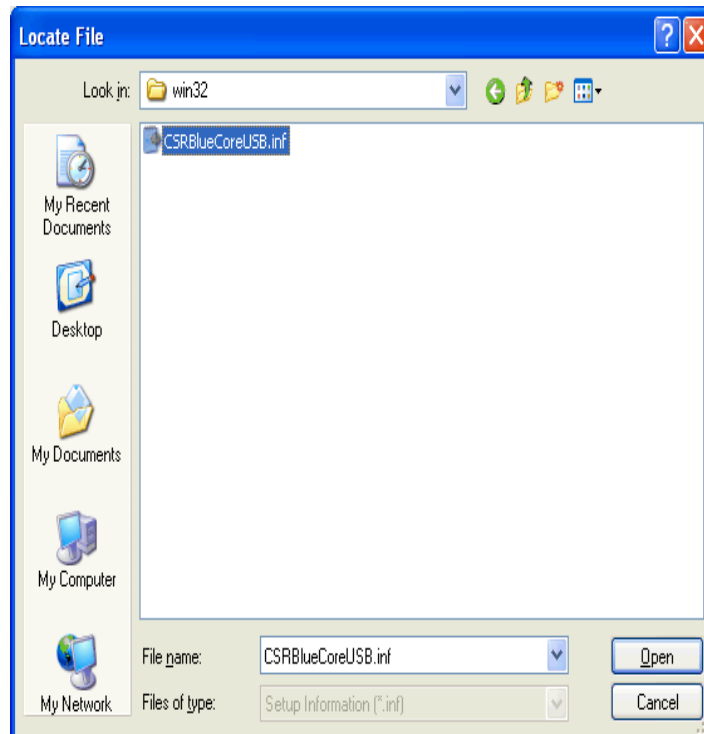 Locate File
Look in:
win32
CSRBlueCoreUSB.inf
My Recent
Documents
Desktop
My Documents
My Computer
My Network
File name:
CSRBlueCoreUSB.inf
Open
Files of type:
Setup Information (*.inf)
Cancel